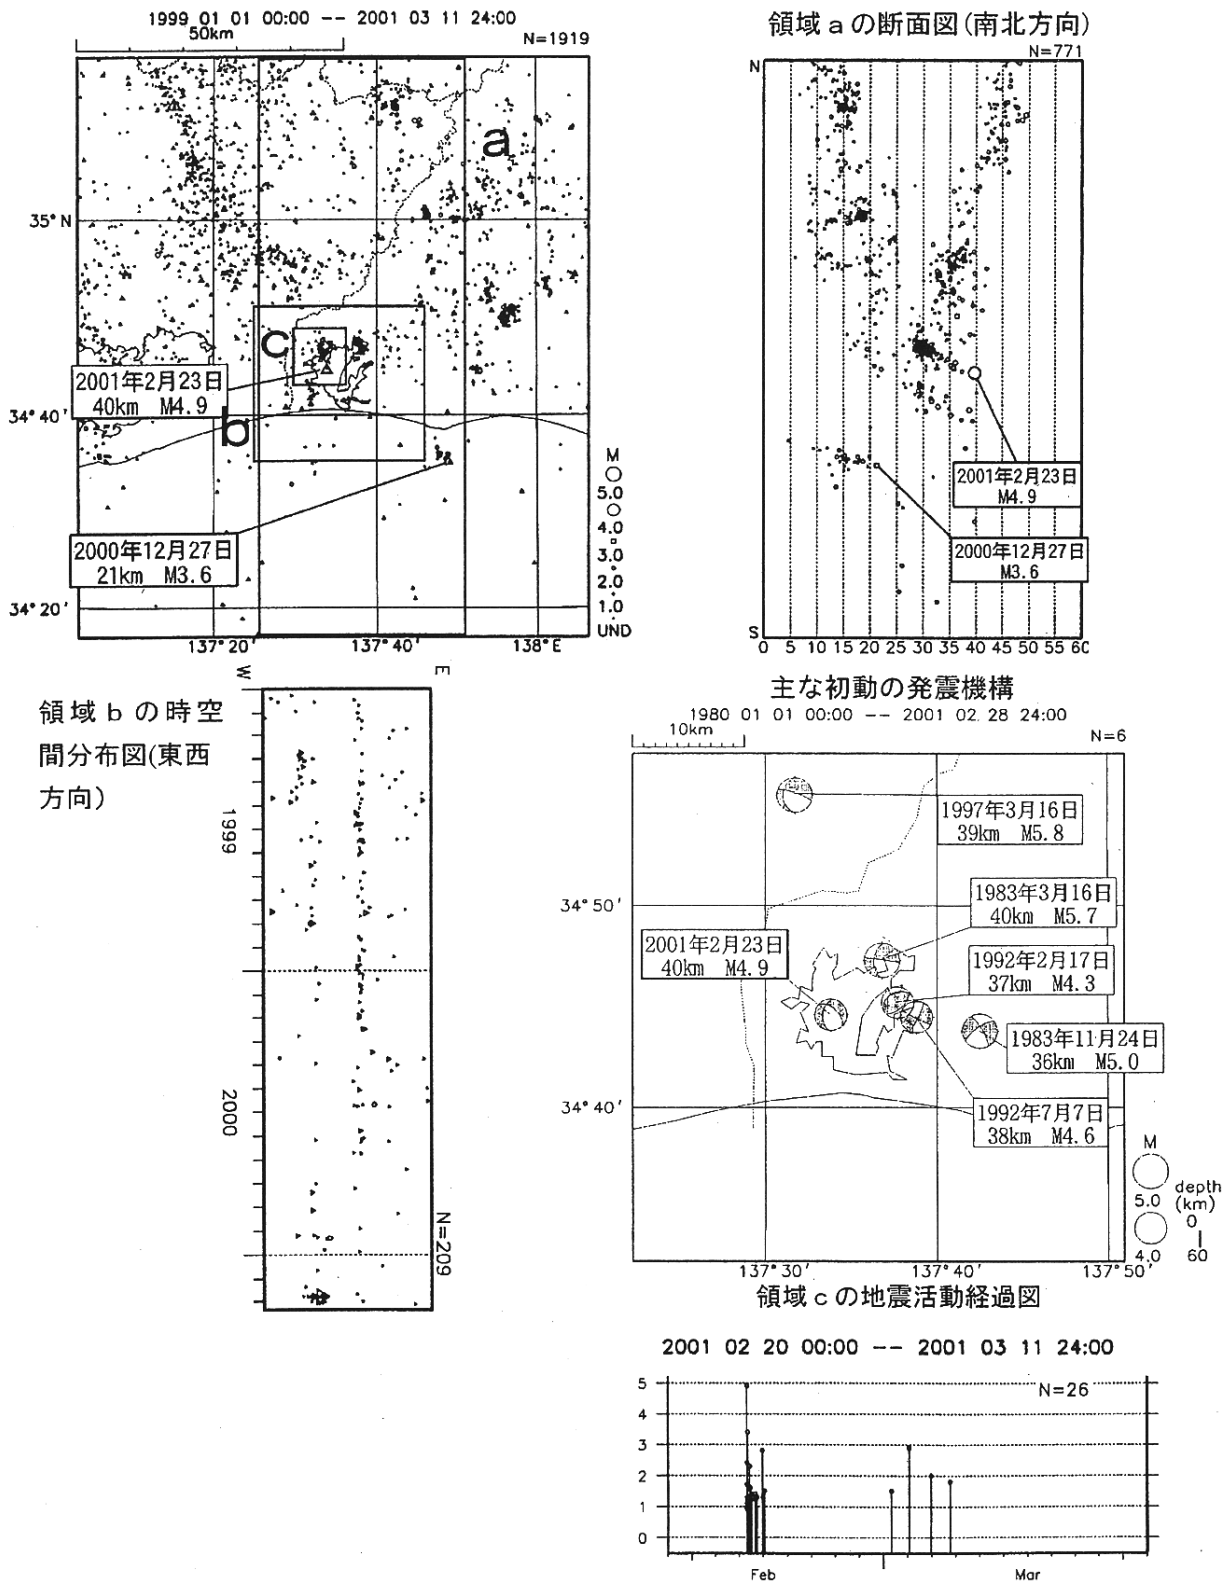 1999 01 01 00:00 -- 2001 03 11 24:00
50km
N=1919
a
35°N
c
2001年2月23日
40km M4.9
34°40'
b
2000年12月27日
21km M3.6
34°20'
137°20'
137°40'
138°E
M
5.0
4.0
3.0
2.0
1.0
UND
領域aの断面図(南北方向)
N=771
N
2001年2月23日
M4.9
2000年12月27日
M3.6
S
0 5 10 15 20 25 30 35 40 45 50 55 60
領域bの時空
間分布図(東西
方向)
W
E
1999
2000
N=209
主な初動の発震機構
1980 01 01 00:00 -- 2001 02 28 24:00
10km
N=6
1997年3月16日
39km M5.8
1983年3月16日
40km M5.7
34°50'
2001年2月23日
40km M4.9
1992年2月17日
37km M4.3
1983年11月24日
36km M5.0
34°40'
1992年7月7日
38km M4.6
M
5.0
4.0
depth
(km)
0
60
137°30'
137°40'
137°50'
領域cの地震活動経過図
2001 02 20 00:00 -- 2001 03 11 24:00
N=26
5
4
3
2
1
0
Feb
Mar